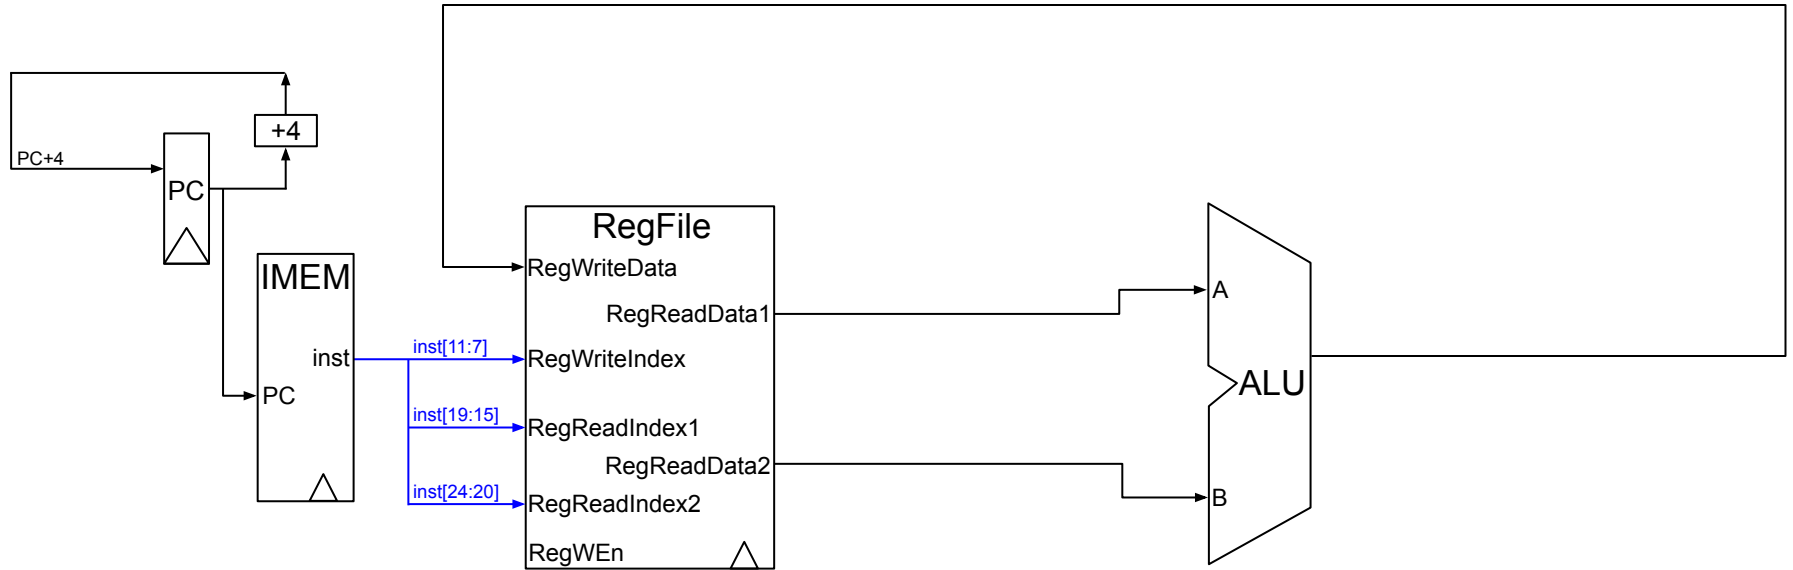 +4
PC+4
PC
IMEM
inst
PC
inst[11:7]
inst[19:15]
inst[24:20]
RegFile
RegWriteData
RegReadData1
RegWriteIndex
RegReadIndex1
RegReadData2
RegReadIndex2
RegWEn
A
ALU
B